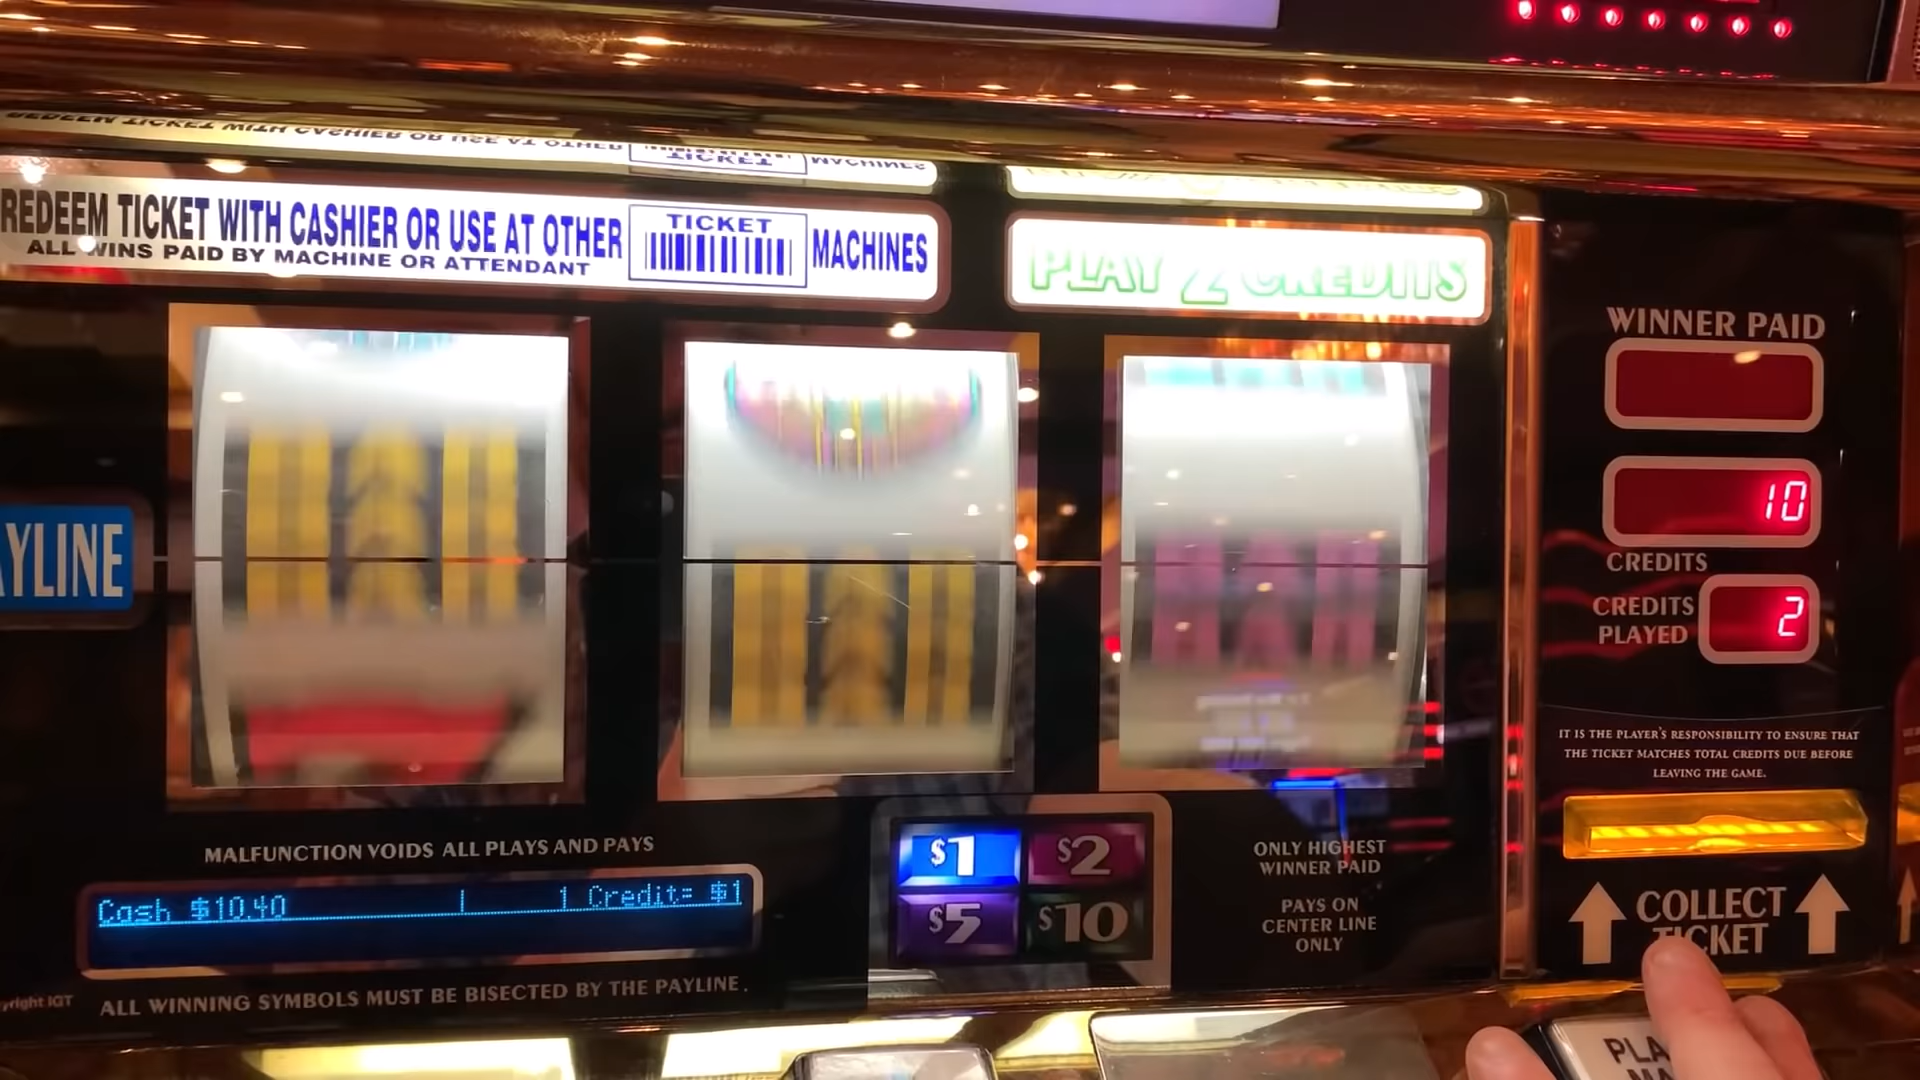 REDEEM TICKET WITH CASHIER OR USE AT OTHER
TICKET
MACHINES
ALL WINS PAID BY MACHINE OR ATTENDANT
PLAY 2 CREDITS
WINNER PAID
10
CREDITS
CREDITS
PLAYED
2
YLINE
IT IS THE PLAYER'S RESPONSIBILITY TO ENSURE THAT
THE TICKET MATCHES TOTAL CREDITS DUE BEFORE
LEAVING THE GAME.
MALFUNCTION VOIDS ALL PLAYS AND PAYS
Cash $10.40 1 Credit= $1
$1
$2
$5
$10
ONLY HIGHEST
WINNER PAID
PAYS ON
CENTER LINE
ONLY
COLLECT
TICKET
right IGT
ALL WINNING SYMBOLS MUST BE BISECTED BY THE PAYLINE.
PLA